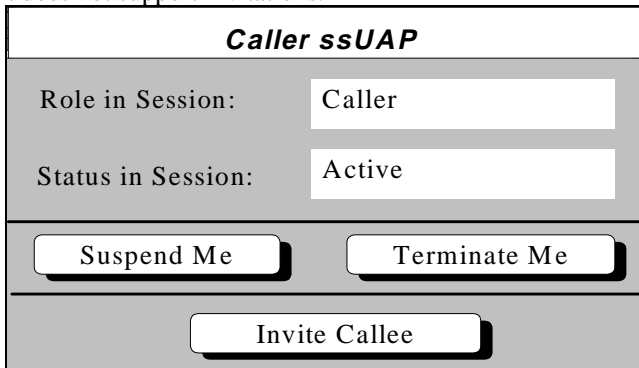 Caller ssUAP
Role in Session: Caller
Status in Session: Active
Suspend Me Terminate Me
Invite Callee